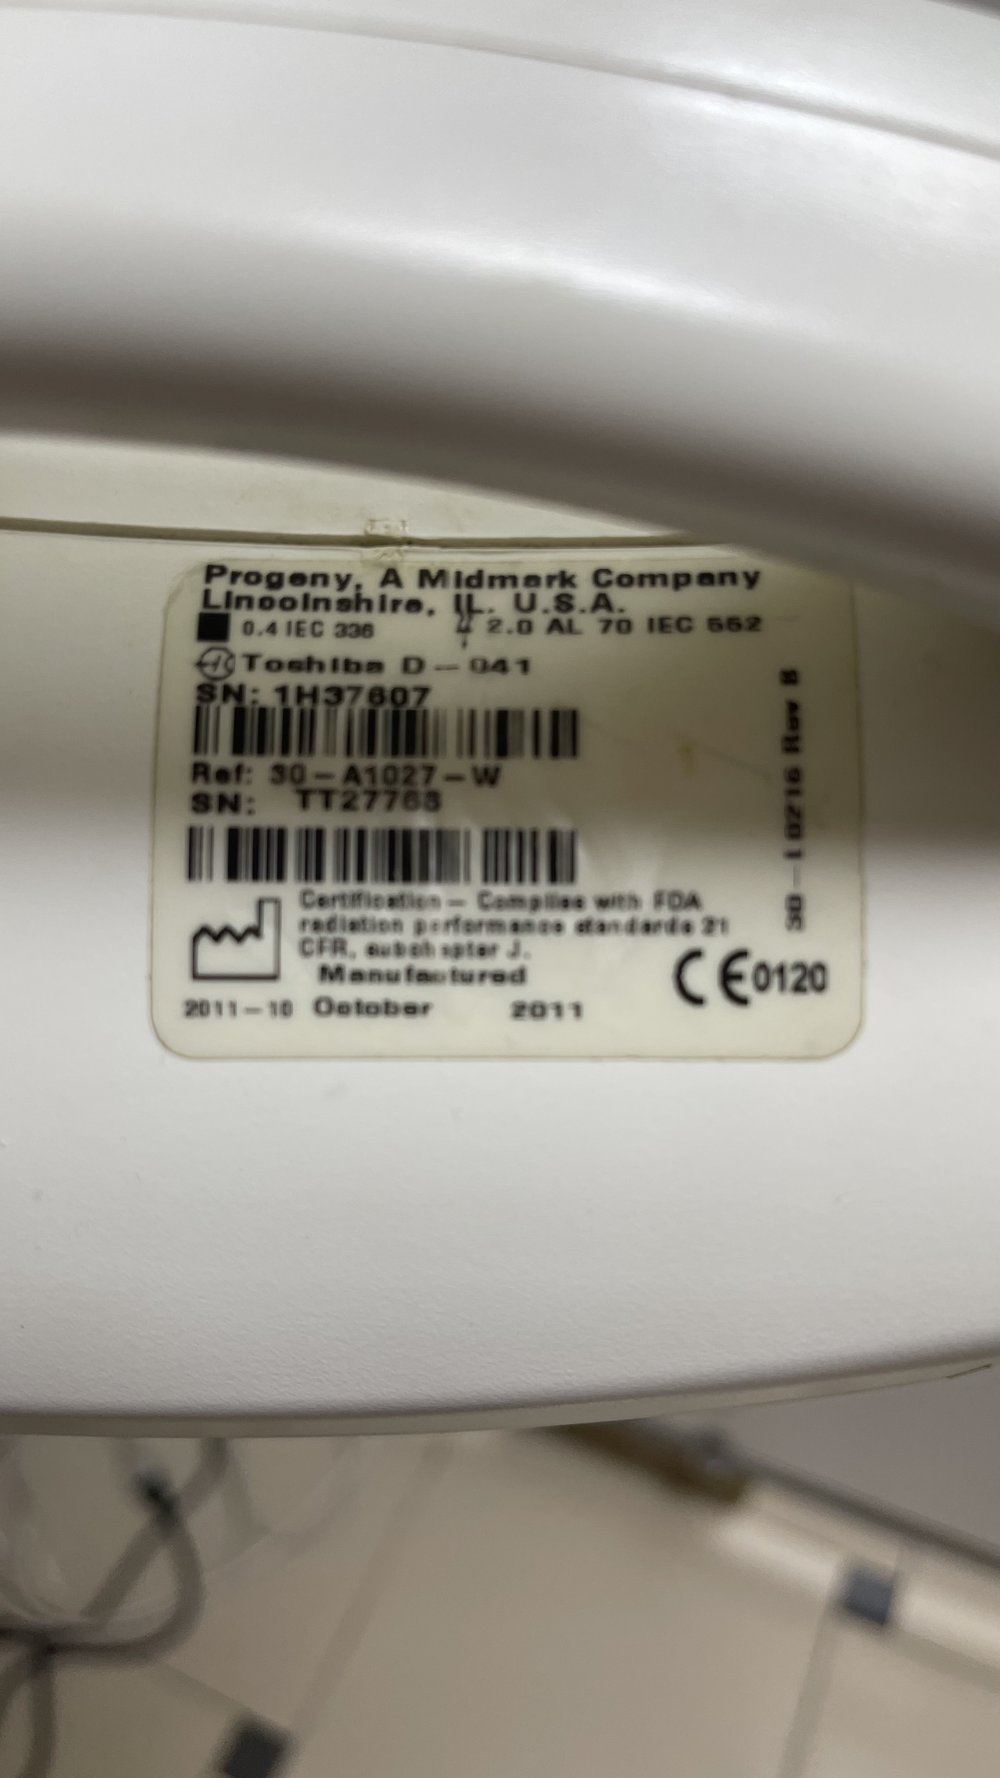 Progeny, A Midmark Company
Lincolnshire, IL. U.S.A.
0.4 IEC 336 2.0 AL 70 IEC 552
Toshiba D-041
SN: 1H37607
Ref: 30-A1027-W
SN: TT27768
Certification - Complies with FDA
radiation performance standards 21
CFR, subchapter J.
Manufactured
2011-10 October 2011
CE0120
50-10216 Rev B